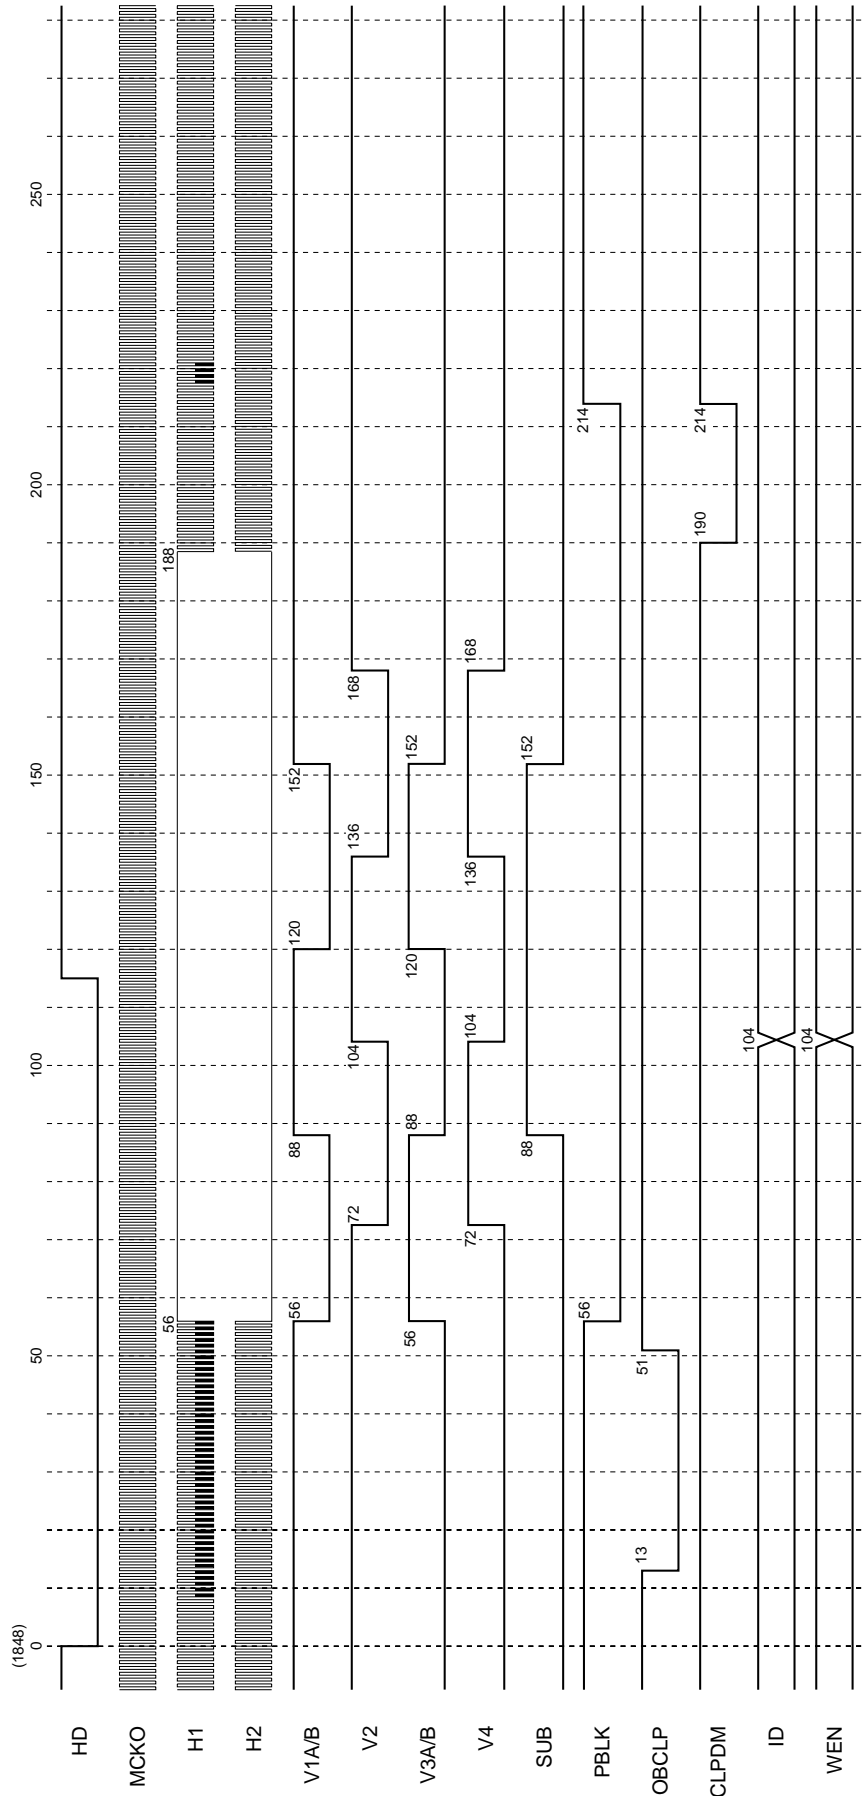 (1848)
0
50
100
150
200
250
HD
MCKO
H1
56
188
H2
V1A/B
56
88
120
152
V2
72
104
136
168
V3A/B
56
88
120
152
V4
72
104
136
168
SUB
88
152
PBLK
56
214
OBCLP
13
51
CLPDM
190
214
ID
104
WEN
104